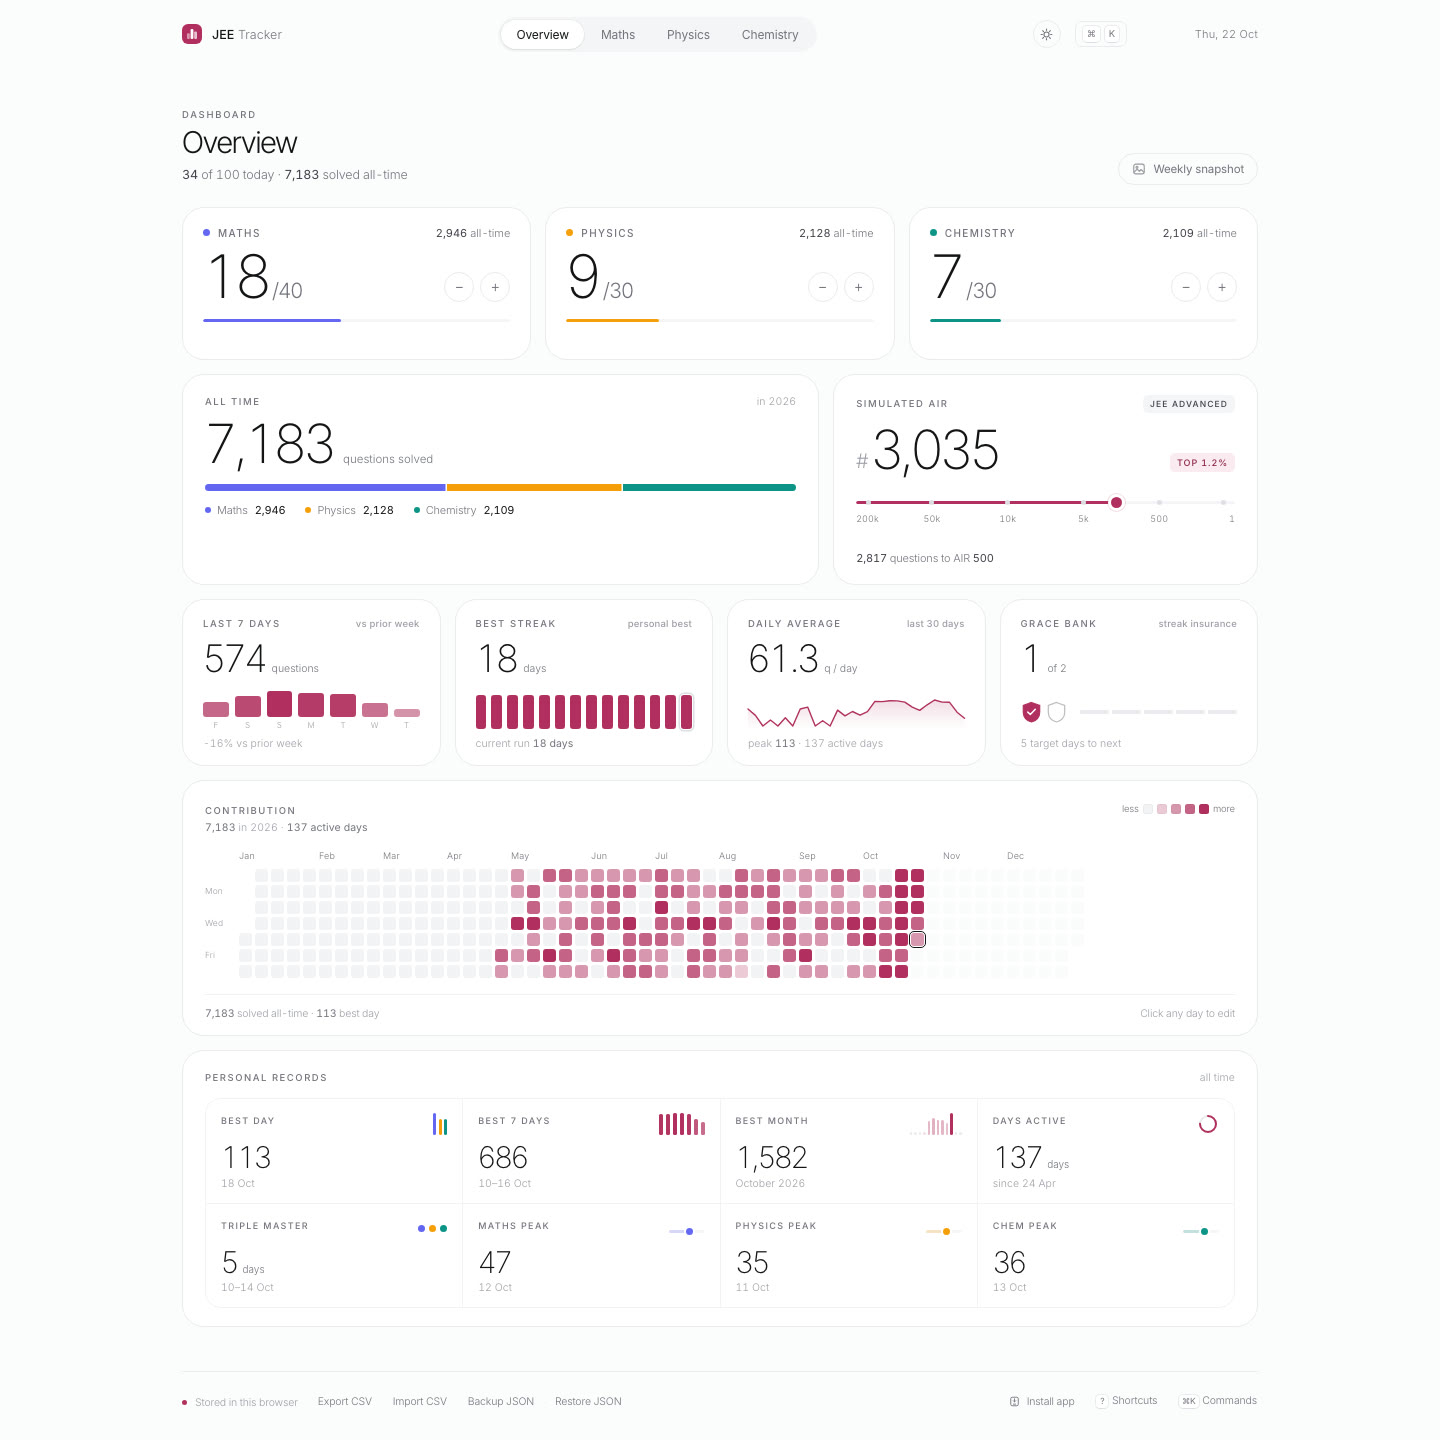 JEE Tracker
Overview Maths Physics Chemistry
⌘ K
Thu, 22 Oct
DASHBOARD
Overview
34 of 100 today · 7,183 solved all-time
Weekly snapshot
MATHS 2,946 all-time
18/40
− +
PHYSICS 2,128 all-time
9/30
− +
CHEMISTRY 2,109 all-time
7/30
− +
ALL TIME in 2026
7,183 questions solved
Maths 2,946 Physics 2,128 Chemistry 2,109
SIMULATED AIR JEE ADVANCED
#3,035 TOP 1.2%
200k 50k 10k 5k 500 1
2,817 questions to AIR 500
LAST 7 DAYS vs prior week
574 questions
F S S M T W T
-16% vs prior week
BEST STREAK personal best
18 days
current run 18 days
DAILY AVERAGE last 30 days
61.3 q / day
peak 113 · 137 active days
GRACE BANK streak insurance
1 of 2
5 target days to next
CONTRIBUTION
less more
7,183 in 2026 · 137 active days
Jan Feb Mar Apr May Jun Jul Aug Sep Oct Nov Dec
Mon
Wed
Fri
7,183 solved all-time · 113 best day
Click any day to edit
PERSONAL RECORDS all time
BEST DAY
113
18 Oct
BEST 7 DAYS
686
10–16 Oct
BEST MONTH
1,582
October 2026
DAYS ACTIVE
137 days
since 24 Apr
TRIPLE MASTER
5 days
10–14 Oct
MATHS PEAK
47
12 Oct
PHYSICS PEAK
35
11 Oct
CHEM PEAK
36
13 Oct
Stored in this browser Export CSV Import CSV Backup JSON Restore JSON
Install app ? Shortcuts ⌘K Commands